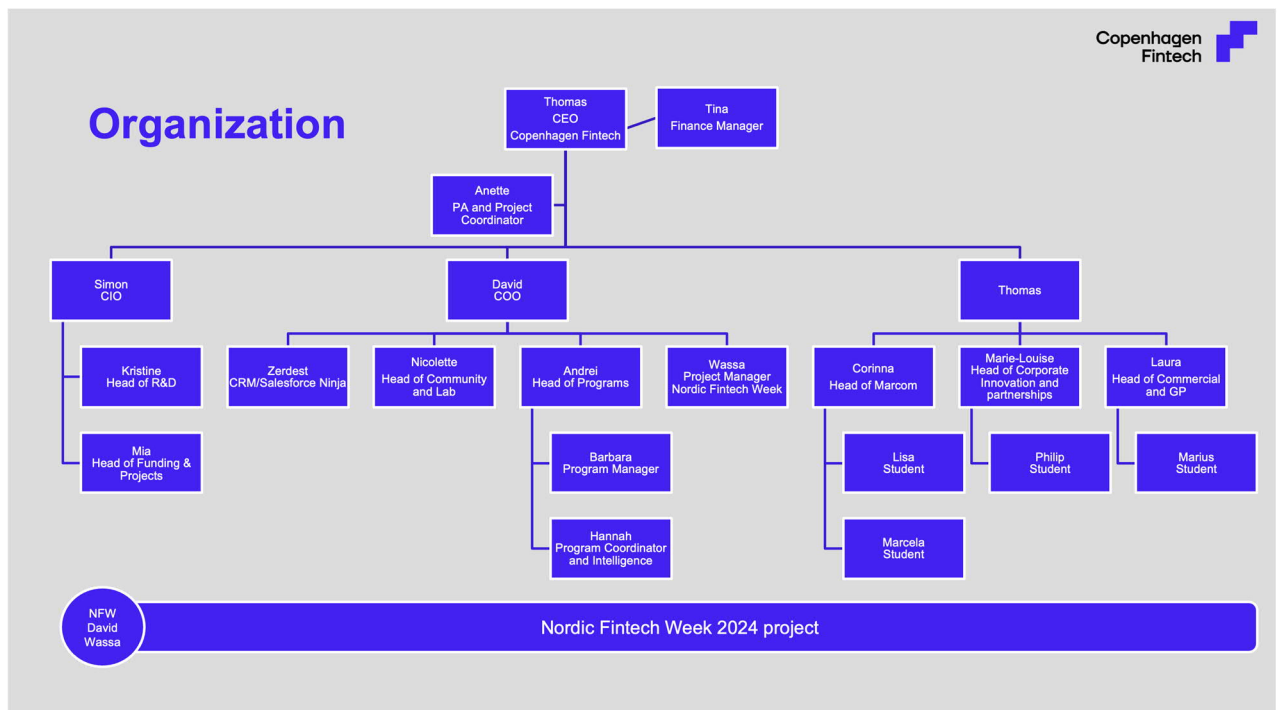 Copenhagen
Fintech
Organization
Thomas
CEO
Copenhagen Fintech
Tina
Finance Manager
Anette
PA and Project
Coordinator
Simon
CIO
David
COO
Thomas
Kristine
Head of R&D
Zerdest
CRM/Salesforce Ninja
Nicolette
Head of Community
and Lab
Andrei
Head of Programs
Wassa
Project Manager
Nordic Fintech Week
Corinna
Head of Marcom
Marie-Louise
Head of Corporate
Innovation and
partnerships
Laura
Head of Commercial
and GP
Mia
Head of Funding &
Projects
Barbara
Program Manager
Lisa
Student
Philip
Student
Marius
Student
Hannah
Program Coordinator
and Intelligence
Marcela
Student
NFW
David
Wassa
Nordic Fintech Week 2024 project